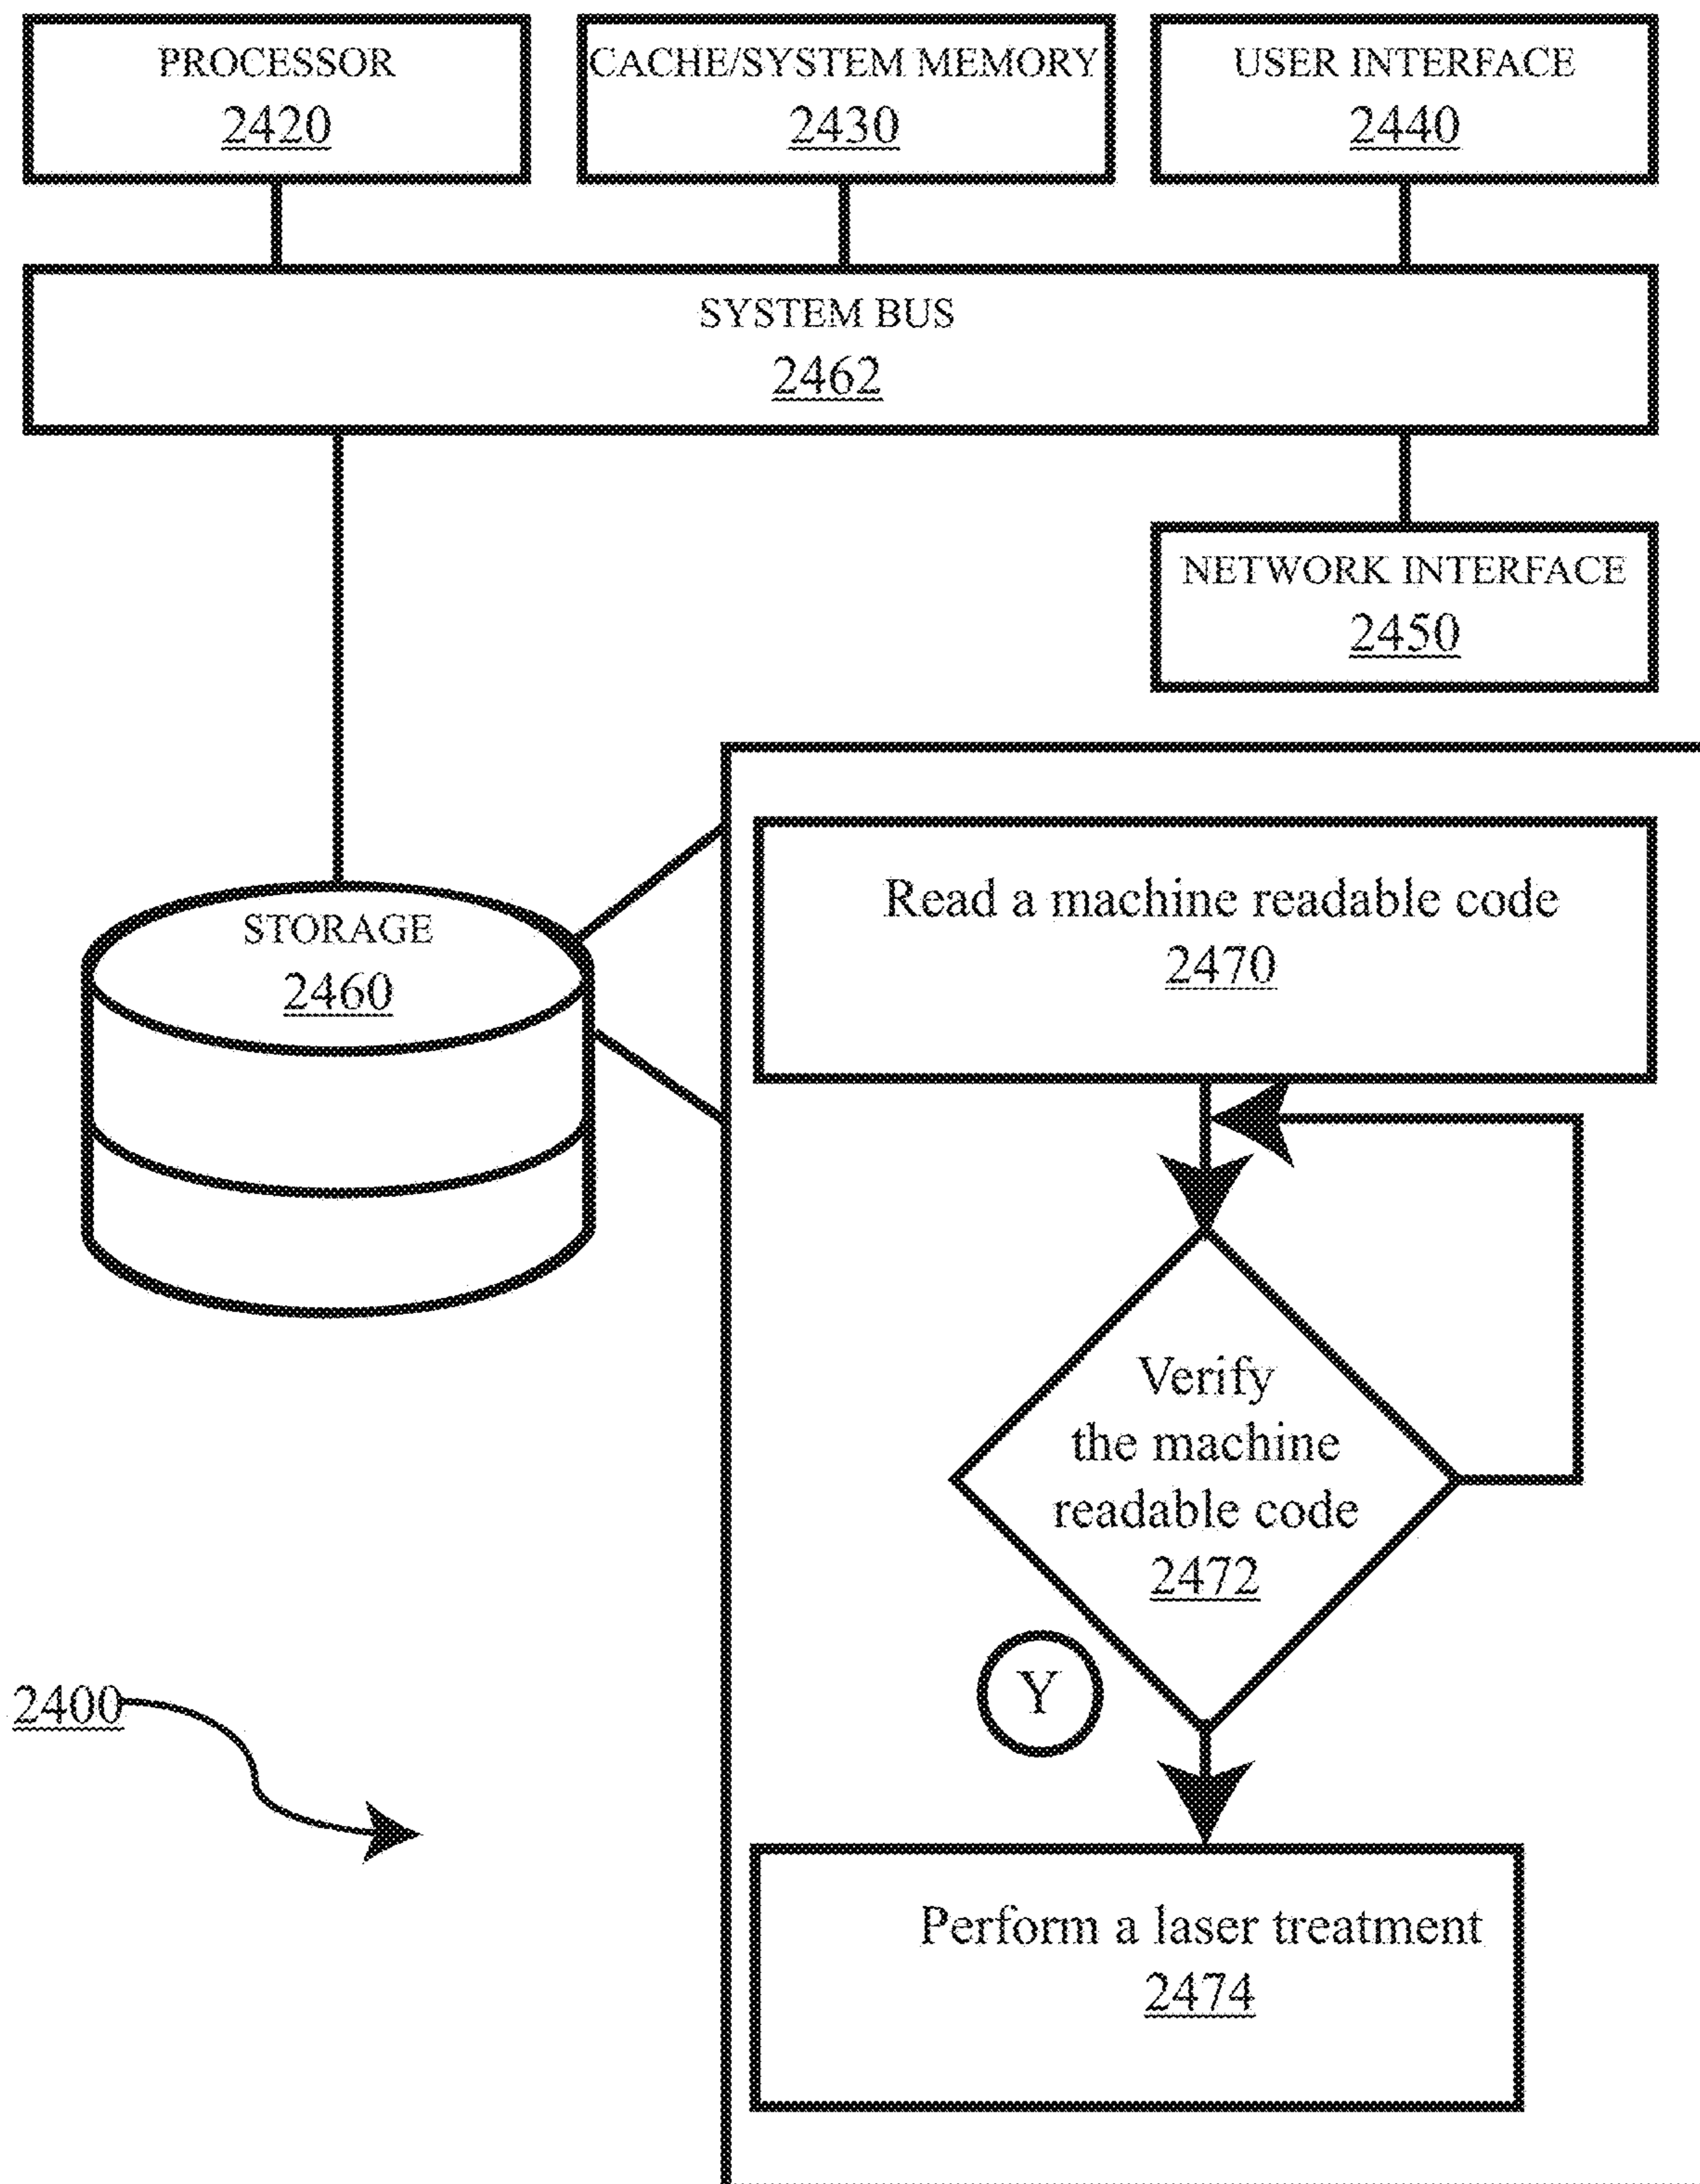 PROCESSOR
2420
CACHE/SYSTEM MEMORY
2430
USER INTERFACE
2440
SYSTEM BUS
2462
NETWORK INTERFACE
2450
STORAGE
2460
Read a machine readable code
2470
Verify
the machine
readable code
2472
Y
2400
Perform a laser treatment
2474